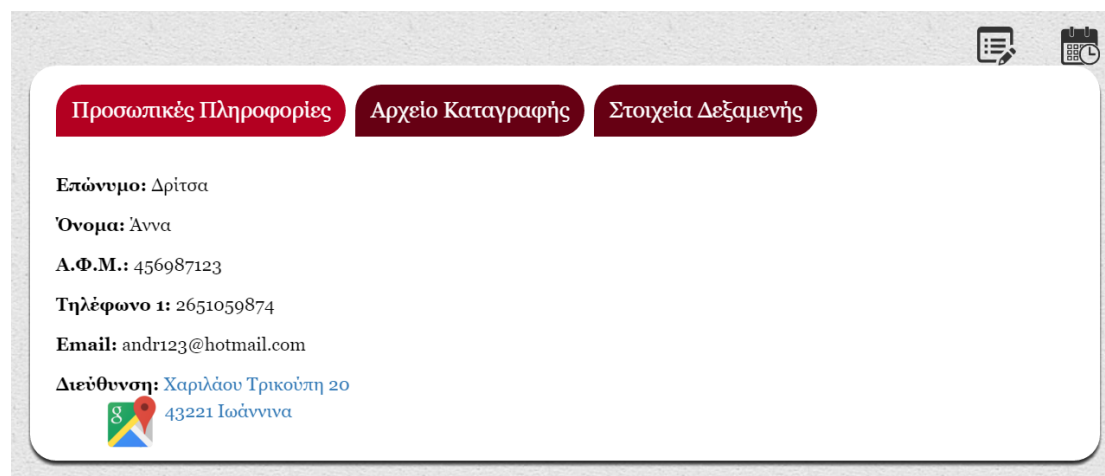 Προσωπικές Πληροφορίες Αρχείο Καταγραφής Στοιχεία Δεξαμενής
Επώνυμο: Δρίτσα
Όνομα: Άννα
Α.Φ.Μ.: 456987123
Τηλέφωνο 1: 2651059874
Email: andr123@hotmail.com
Διεύθυνση: Χαριλάου Τρικούπη 20
8 43221 Ιωάννινα